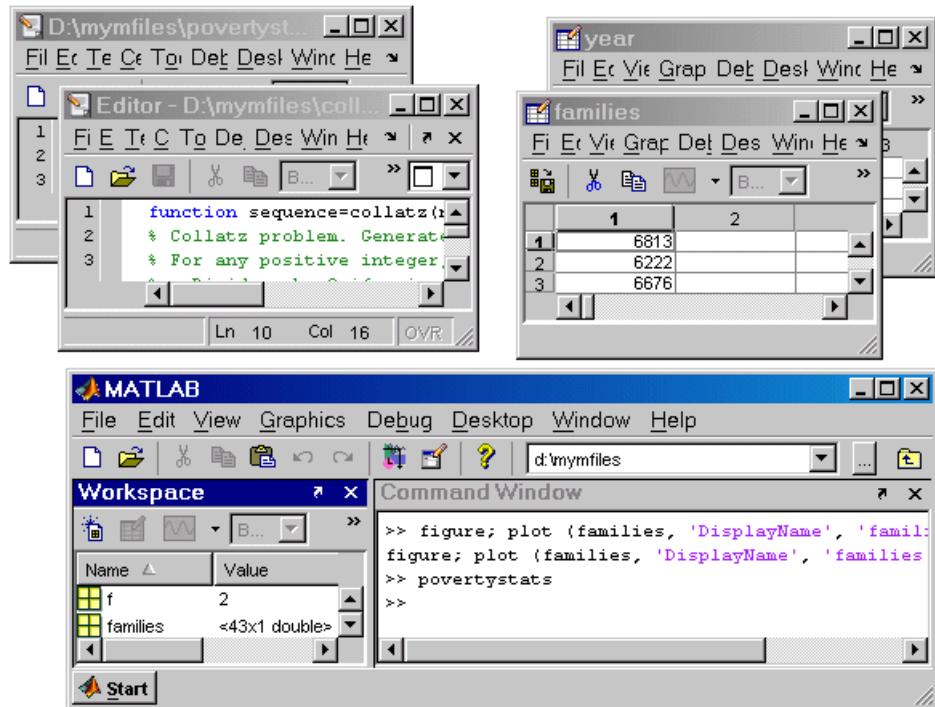 D:\mymfiles\povertyst...
Fil Ec Te Ce To Deb Desl Winc He
1
2
3
Editor - D:\mymfiles\coll...
Fi E Te C To De Des Win He
B...
1 function sequence=collatz(
2 % Collatz problem. Generate
3 % For any positive integer,
Ln 10 Col 16 OVR
year
Fil Ec Vie Grap Deb Desl Winc He
families
Fi Ec Vie Grap Deb Des Win He
B...
1 2
1 6813
2 6222
3 6676
3
MATLAB
File Edit View Graphics Debug Desktop Window Help
d:\mymfiles
...
Workspace
B...
Name Value
f 2
families <43x1 double>
Command Window
>> figure; plot (families, 'DisplayName', 'famil
figure; plot (families, 'DisplayName', 'families
>> povertystats
>>
Start